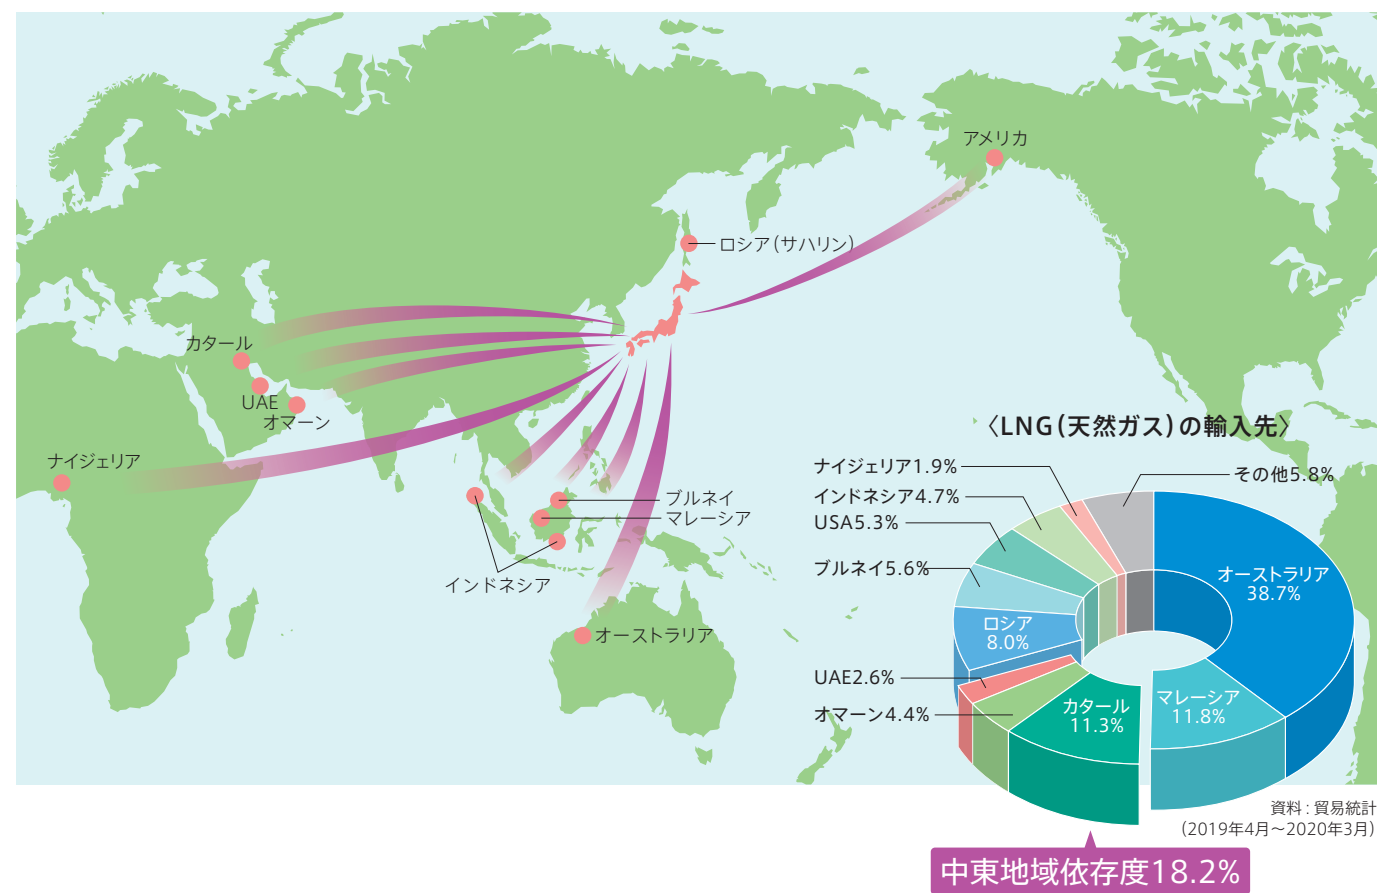 アメリカ
ロシア(サハリン)
カタール
UAE
オマーン
ナイジェリア
ブルネイ
マレーシア
インドネシア
オーストラリア
〈LNG(天然ガス)の輸入先〉
ナイジェリア1.9%
その他5.8%
インドネシア4.7%
USA5.3%
ブルネイ5.6%
オーストラリア
38.7%
ロシア
8.0%
UAE2.6%
オマーン4.4%
カタール
11.3%
マレーシア
11.8%
資料:貿易統計
(2019年4月~2020年3月)
中東地域依存度18.2%